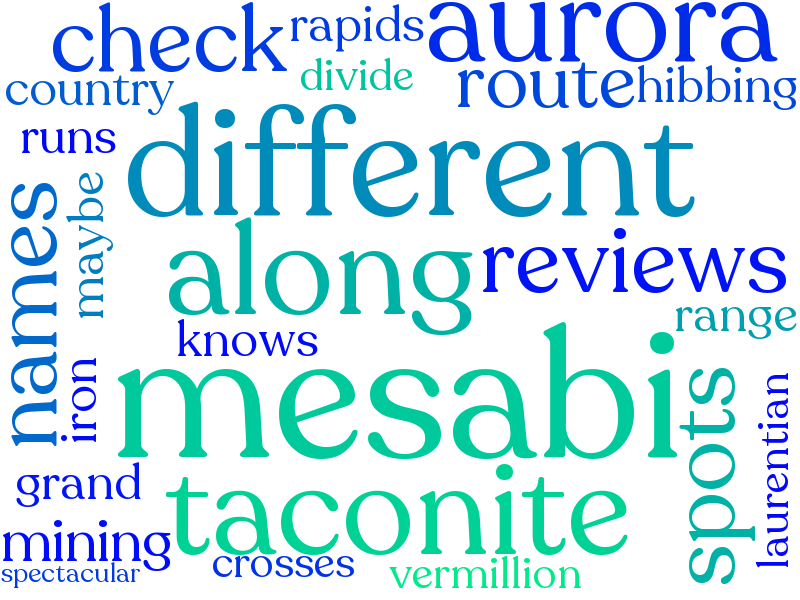 check
rapids
aurora
country
divide
route
hibbing
runs
different
names
maybe
along
reviews
range
knows
mesabi
iron
spots
laurentian
grand
taconite
mining
crosses
spectacular
vermillion